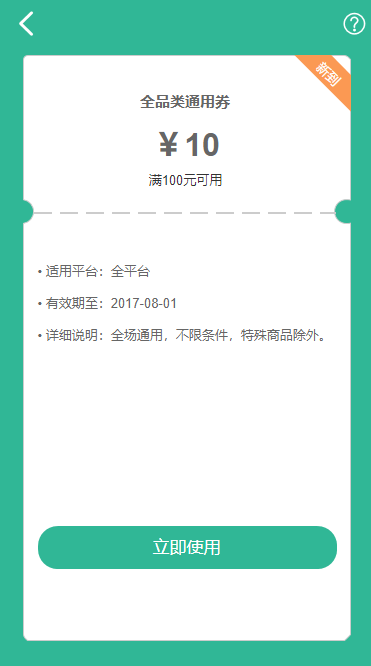 新到
全品类通用券
￥10
满100元可用
• 适用平台：全平台
• 有效期至：2017-08-01
• 详细说明：全场通用，不限条件，特殊商品除外。
立即使用